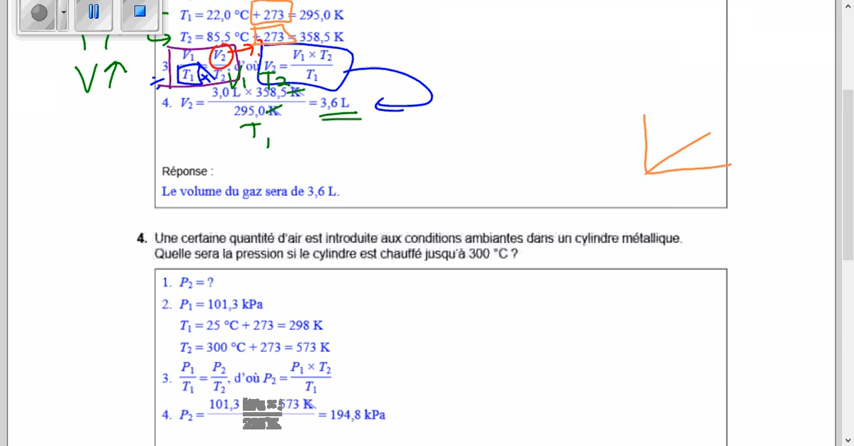 T₁ = 22,0 °C + 273 = 295,0 K
T₂ = 85,5 °C + 273 = 358,5 K
V↑
3. V₁/T₁ = V₂/T₂, d'où V₂ = (V₁ × T₂)/T₁
V₁ T₂
4. V₂ = (3,0 L × 358,5 K)/(295,0 K) = 3,6 L
T₁
Réponse :
Le volume du gaz sera de 3,6 L.
4. Une certaine quantité d'air est introduite aux conditions ambiantes dans un cylindre métallique.
Quelle sera la pression si le cylindre est chauffé jusqu'à 300 °C ?
1. P₂ = ?
2. P₁ = 101,3 kPa
T₁ = 25 °C + 273 = 298 K
T₂ = 300 °C + 273 = 573 K
3. P₁/T₁ = P₂/T₂, d'où P₂ = (P₁ × T₂)/T₁
4. P₂ = 101,3 573 K = 194,8 kPa